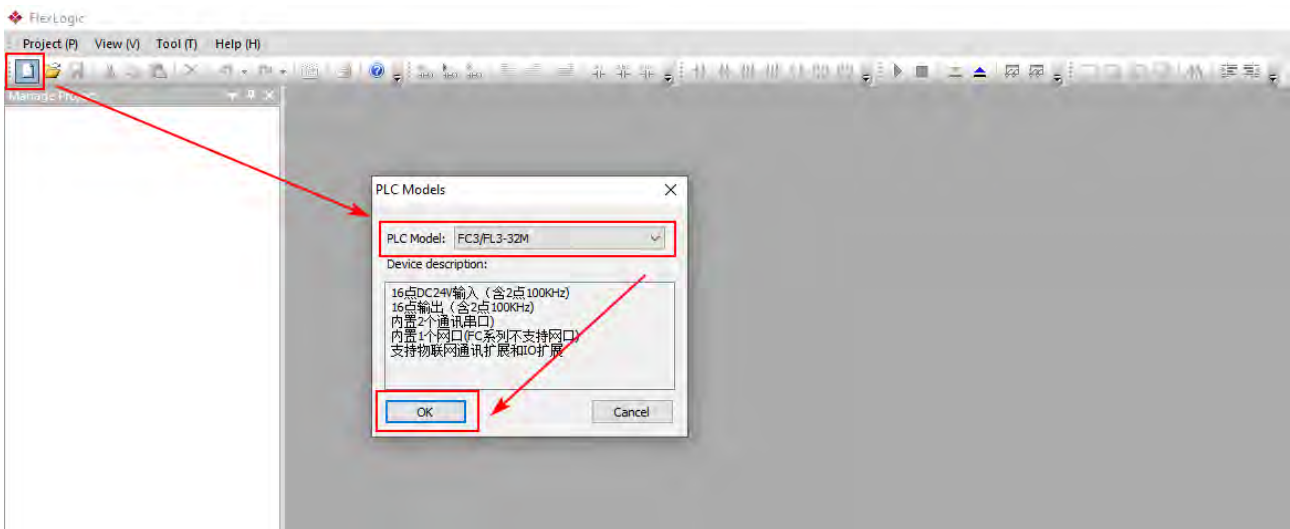 FlexLogic
Project (P) View (V) Tool (T) Help (H)
Manage Project
PLC Models
PLC Model: FC3/FL3-32M
Device description:
16点DC24V输入（含2点100KHz)
16点输出（含2点100KHz)
内置2个通讯串口)
内置1个网口(FC系列不支持网口)
支持物联网通讯扩展和IO扩展
OK Cancel